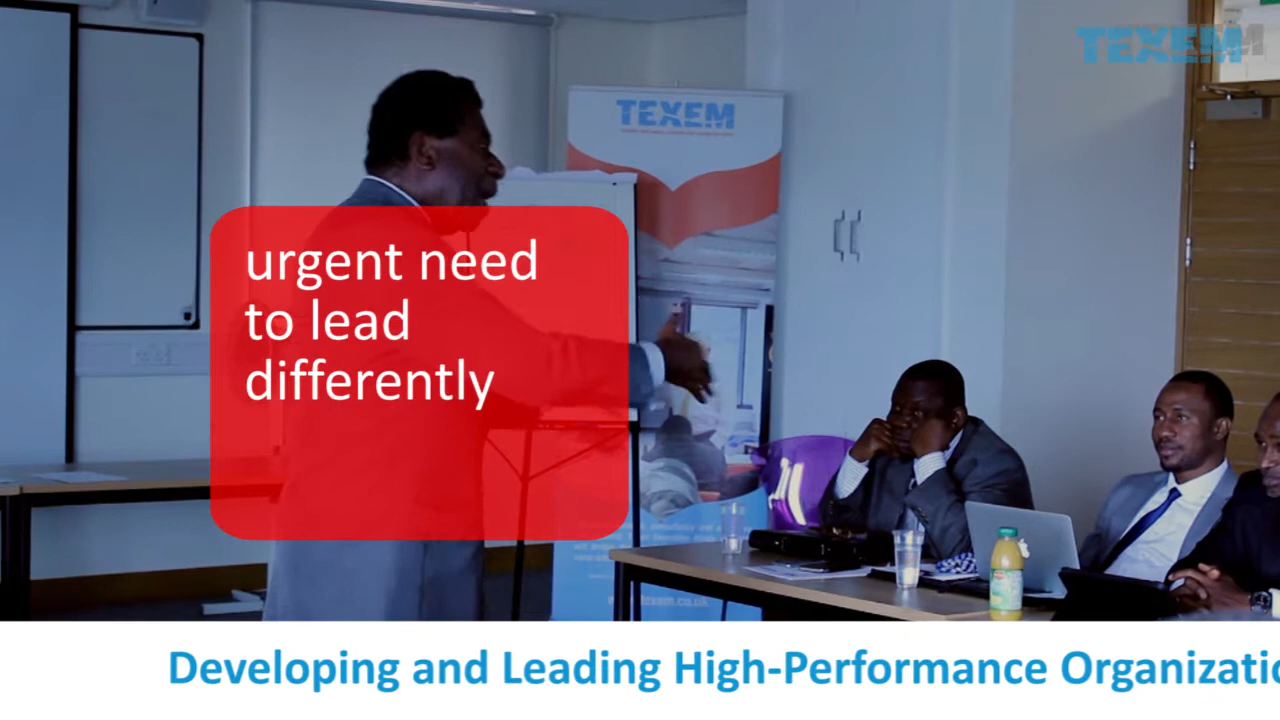 TEXEM
TEXEM
urgent need
to lead
differently
Developing and Leading High-Performance Organizatio